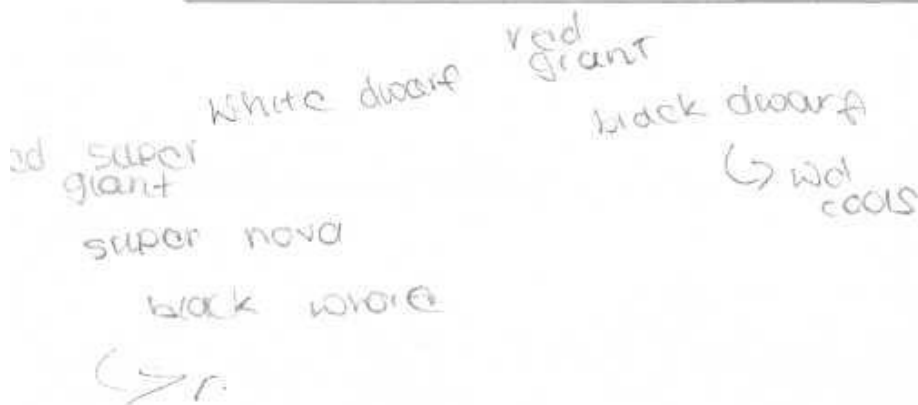 red
giant
white dwarf
black dwarf
super
giant
↳ wd
cools
super nova
black whole